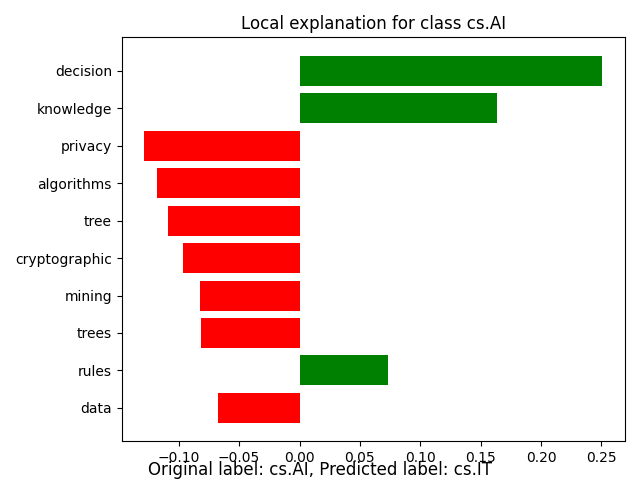 Local explanation for class cs.AI
decision
knowledge
privacy
algorithms
tree
cryptographic
mining
trees
rules
data
−0.10 −0.05 0.00 0.05 0.10 0.15 0.20 0.25
Original label: cs.AI, Predicted label: cs.IT